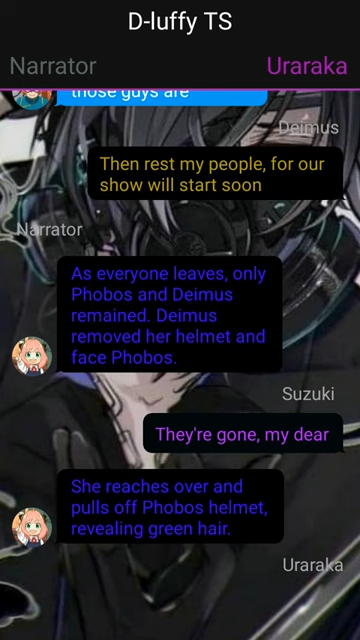 D-luffy TS
Narrator
Uraraka
those guys are
Deimus
Then rest my people, for our
show will start soon
Narrator
As everyone leaves, only
Phobos and Deimus
remained. Deimus
removed her helmet and
face Phobos.
Suzuki
They're gone, my dear
She reaches over and
pulls off Phobos helmet,
revealing green hair.
Uraraka